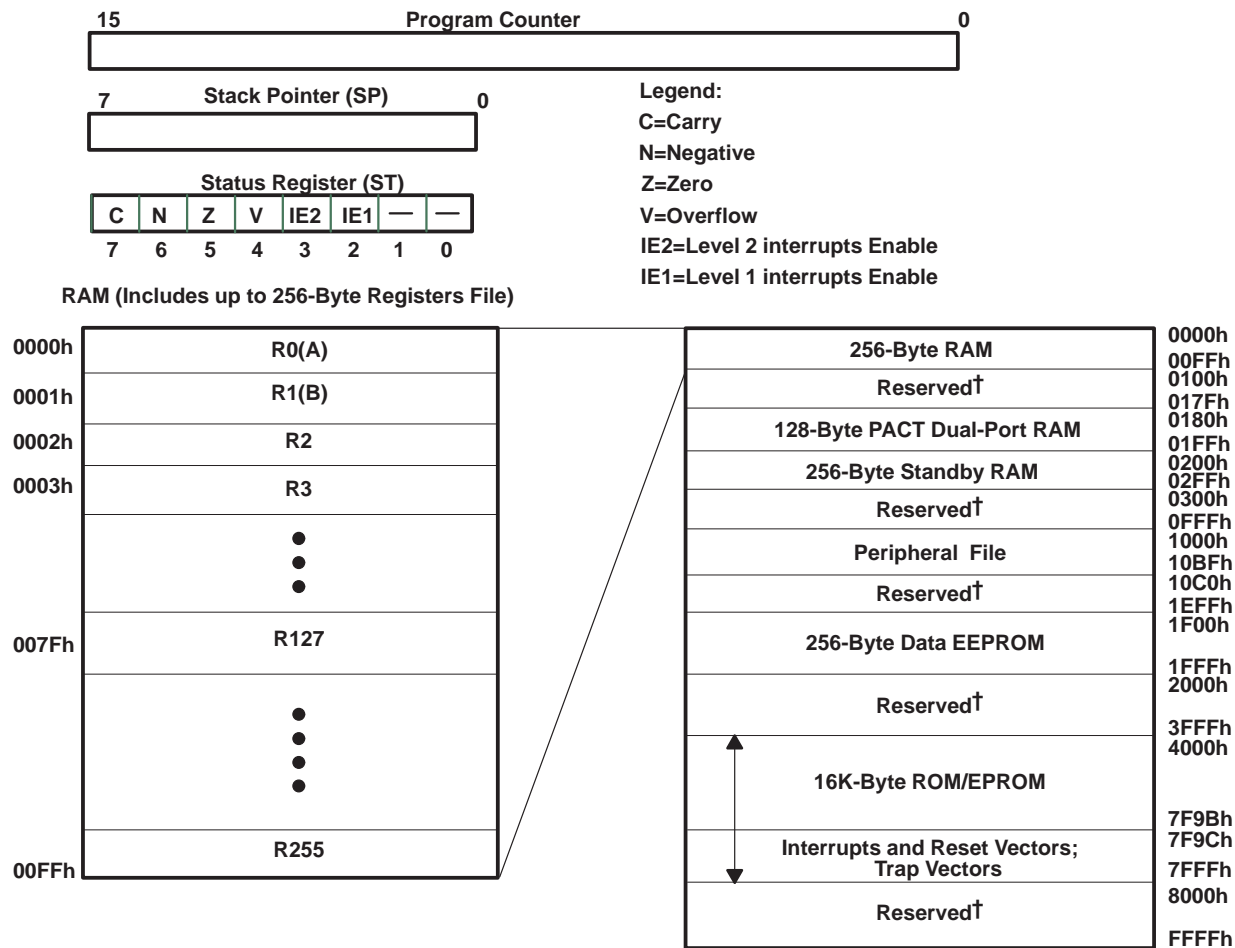 15 Program Counter 0
7 Stack Pointer (SP) 0
Status Register (ST)
C N Z V IE2 IE1 — —
7 6 5 4 3 2 1 0
Legend:
C=Carry
N=Negative
Z=Zero
V=Overflow
IE2=Level 2 interrupts Enable
IE1=Level 1 interrupts Enable
RAM (Includes up to 256-Byte Registers File)
0000h R0(A)
0001h R1(B)
0002h R2
0003h R3
007Fh R127
R255
00FFh
0000h
256-Byte RAM
00FFh
0100h
Reserved†
017Fh
0180h
128-Byte PACT Dual-Port RAM
01FFh
0200h
256-Byte Standby RAM
02FFh
0300h
Reserved†
0FFFh
1000h
Peripheral File
10BFh
10C0h
Reserved†
1EFFh
1F00h
256-Byte Data EEPROM
1FFFh
2000h
Reserved†
3FFFh
4000h
16K-Byte ROM/EPROM
7F9Bh
7F9Ch
Interrupts and Reset Vectors;
Trap Vectors
7FFFh
8000h
Reserved†
FFFFh